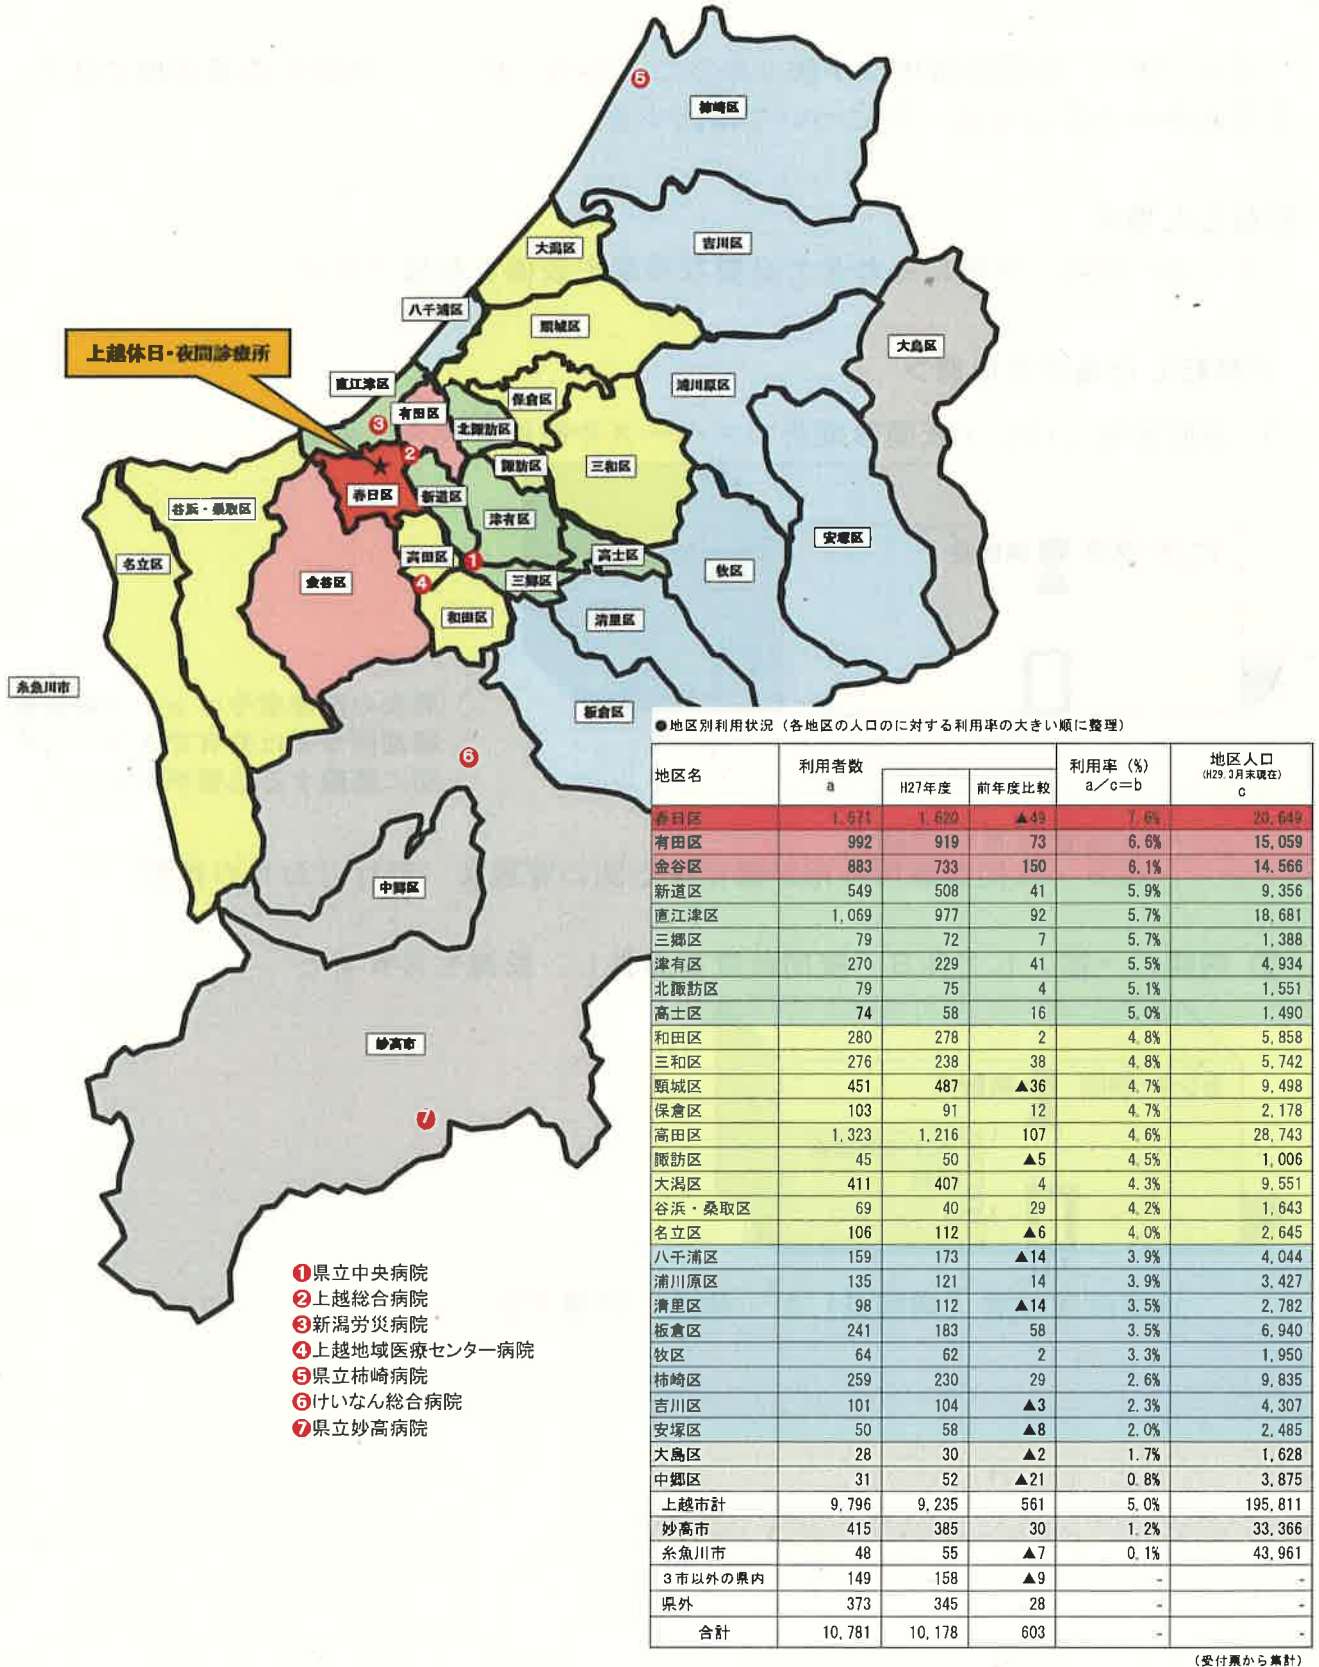 柿崎区
吉川区
大潟区
八千浦区
頸城区
大島区
上越休日・夜間診療所
直江津区
有田区
保倉区
浦川原区
北諏訪区
諏訪区
三和区
春日区
新道区
津有区
谷浜・桑取区
安塚区
名立区
高田区
高士区
牧区
金谷区
三郷区
和田区
清里区
糸魚川市
板倉区
中郷区
妙高市
❶県立中央病院
❷上越総合病院
❸新潟労災病院
❹上越地域医療センター病院
❺県立柿崎病院
❻けいなん総合病院
❼県立妙高病院
●地区別利用状況（各地区の人口のに対する利用率の大きい順に整理）
地区名 利用者数 a H27年度 前年度比較 利用率（%） a／c＝b 地区人口 (H29.3月末現在) c
春日区 1,671 1,620 ▲49 7.6% 20,649
有田区 992 919 73 6.6% 15,059
金谷区 883 733 150 6.1% 14,566
新道区 549 508 41 5.9% 9,356
直江津区 1,069 977 92 5.7% 18,681
三郷区 79 72 7 5.7% 1,388
津有区 270 229 41 5.5% 4,934
北諏訪区 79 75 4 5.1% 1,551
高士区 74 58 16 5.0% 1,490
和田区 280 278 2 4.8% 5,858
三和区 276 238 38 4.8% 5,742
頸城区 451 487 ▲36 4.7% 9,498
保倉区 103 91 12 4.7% 2,178
高田区 1,323 1,216 107 4.6% 28,743
諏訪区 45 50 ▲5 4.5% 1,006
大潟区 411 407 4 4.3% 9,551
谷浜・桑取区 69 40 29 4.2% 1,643
名立区 106 112 ▲6 4.0% 2,645
八千浦区 159 173 ▲14 3.9% 4,044
浦川原区 135 121 14 3.9% 3,427
清里区 98 112 ▲14 3.5% 2,782
板倉区 241 183 58 3.5% 6,940
牧区 64 62 2 3.3% 1,950
柿崎区 259 230 29 2.6% 9,835
吉川区 101 104 ▲3 2.3% 4,307
安塚区 50 58 ▲8 2.0% 2,485
大島区 28 30 ▲2 1.7% 1,628
中郷区 31 52 ▲21 0.8% 3,875
上越市計 9,796 9,235 561 5.0% 195,811
妙高市 415 385 30 1.2% 33,366
糸魚川市 48 55 ▲7 0.1% 43,961
3市以外の県内 149 158 ▲9 - -
県外 373 345 28 - -
合計 10,781 10,178 603 - -
（受付票から集計）